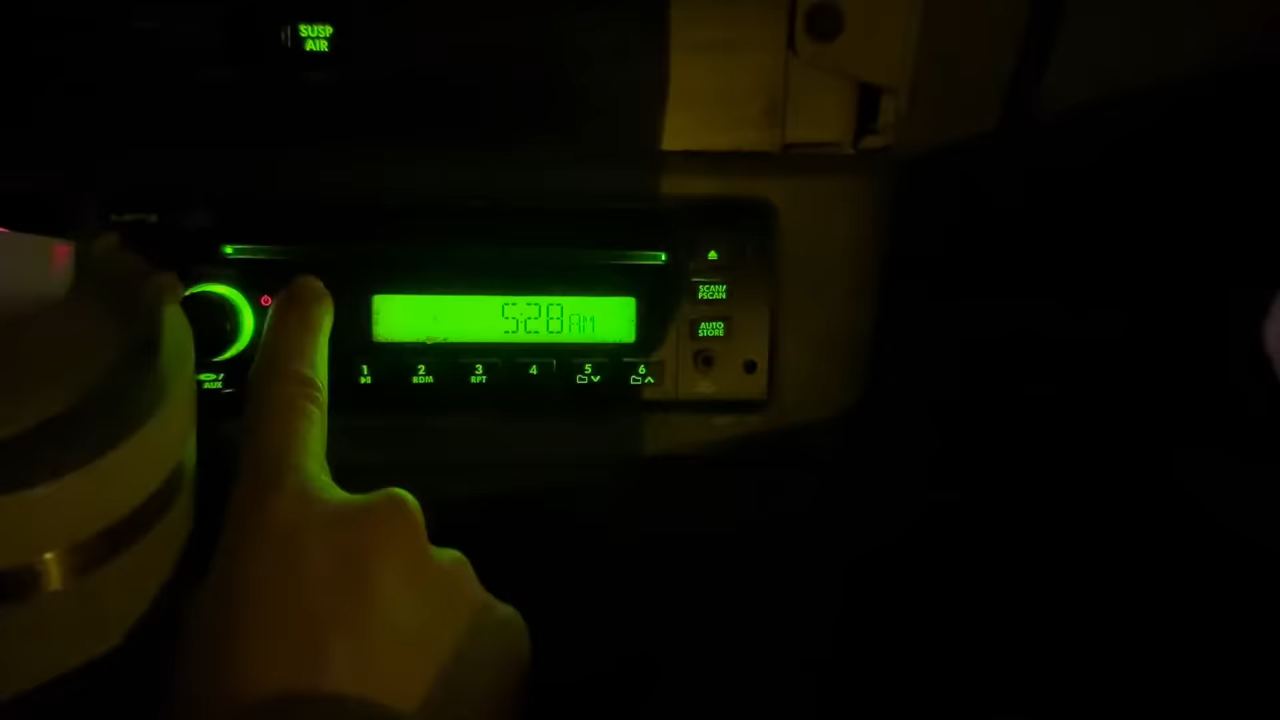 SUSP
AIR
5:28 AM
SCAN/
PSCAN
AUTO
STORE
AUX
1
2
RDM
3
RPT
4
5
6